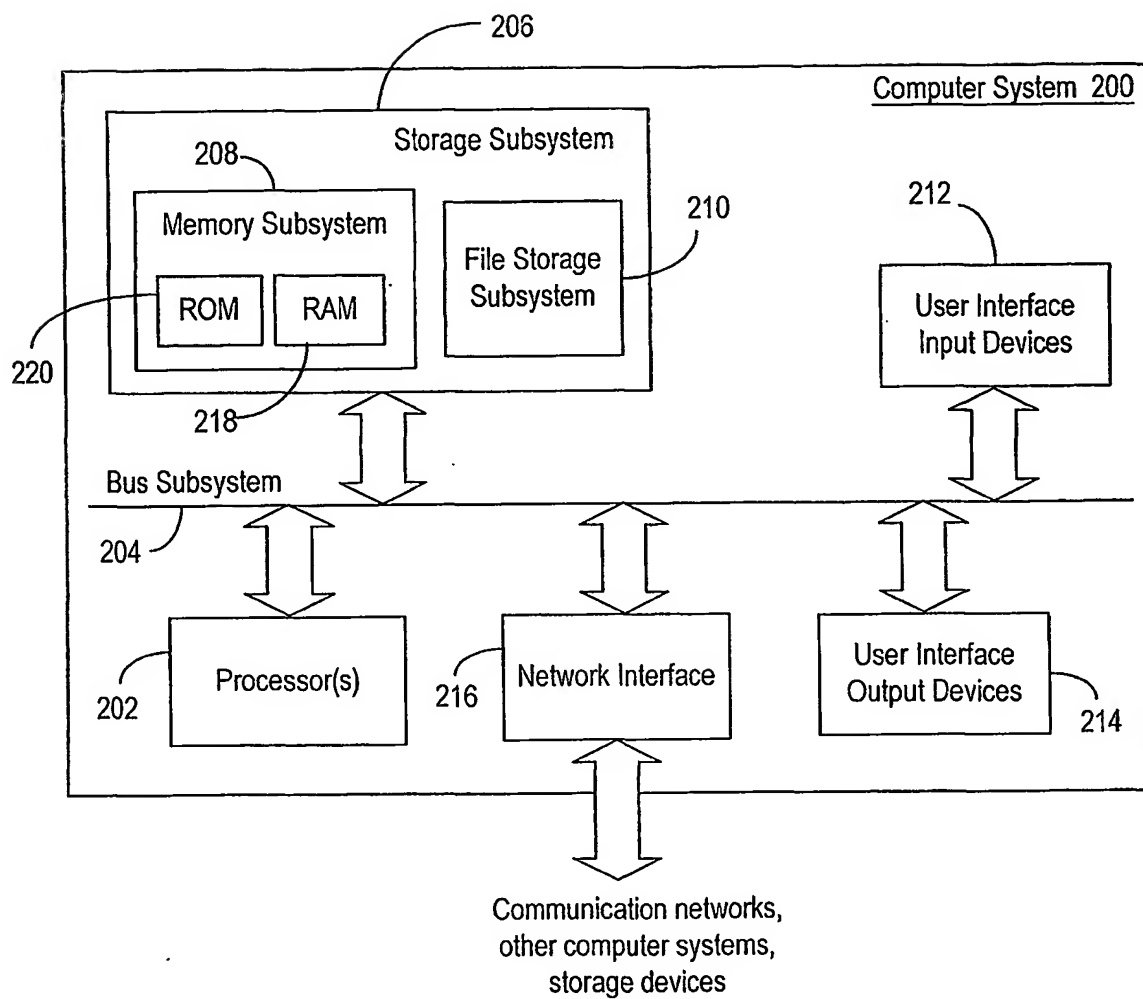 206
Computer System 200
Storage Subsystem
208
Memory Subsystem
210
212
File Storage
Subsystem
User Interface
Input Devices
ROM
RAM
220
218
Bus Subsystem
204
Processor(s)
202
Network Interface
216
User Interface
Output Devices
214
Communication networks,
other computer systems,
storage devices